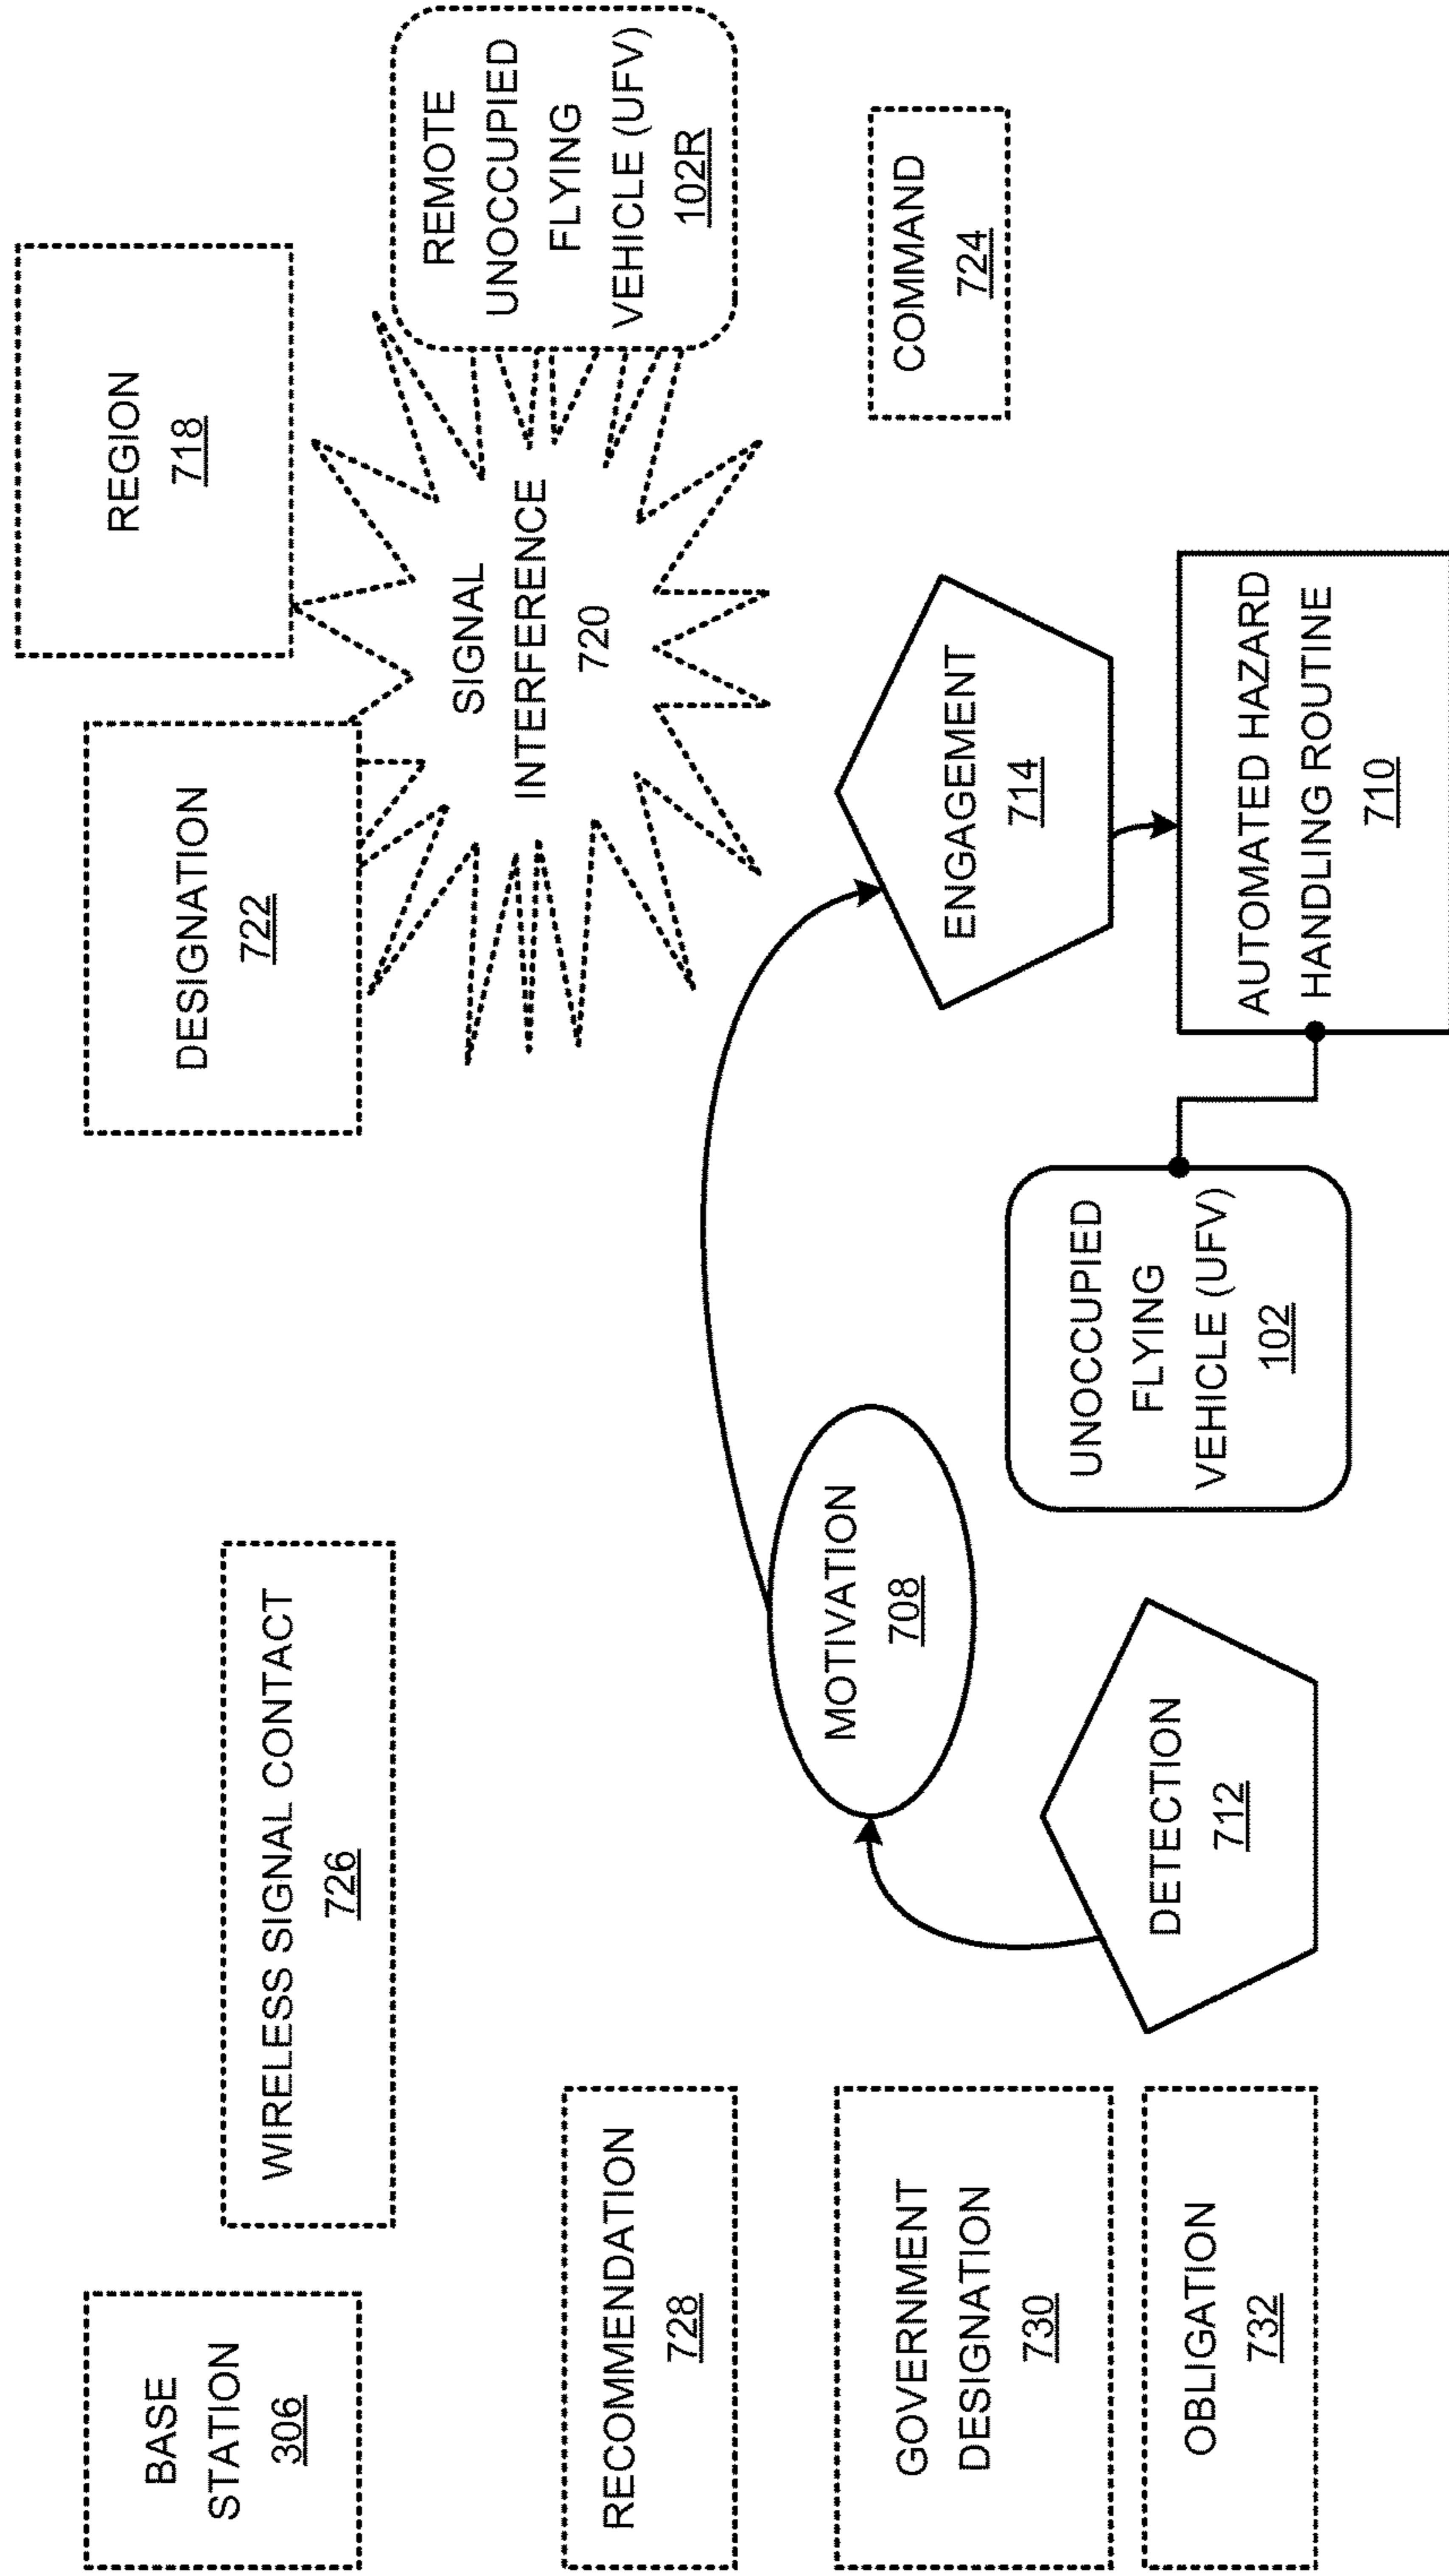 BASE
STATION
306
WIRELESS SIGNAL CONTACT
726
DESIGNATION
722
REGION
718
SIGNAL
INTERFERENCE
720
REMOTE
UNOCCUPIED
FLYING
VEHICLE (UFV)
102R
RECOMMENDATION
728
GOVERNMENT
DESIGNATION
730
OBLIGATION
732
MOTIVATION
708
DETECTION
712
ENGAGEMENT
714
COMMAND
724
UNOCCUPIED
FLYING
VEHICLE (UFV)
102
AUTOMATED HAZARD
HANDLING ROUTINE
710